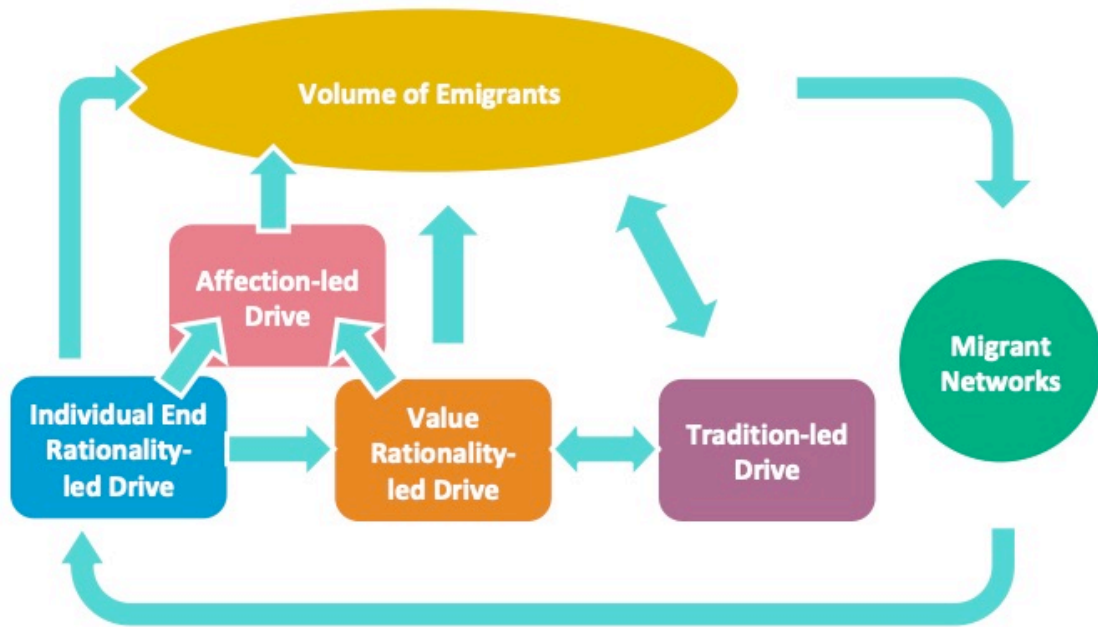 Volume of Emigrants
Affection-led
Drive
Migrant
Networks
Individual End
Rationality-
led Drive
Value
Rationality-
led Drive
Tradition-led
Drive